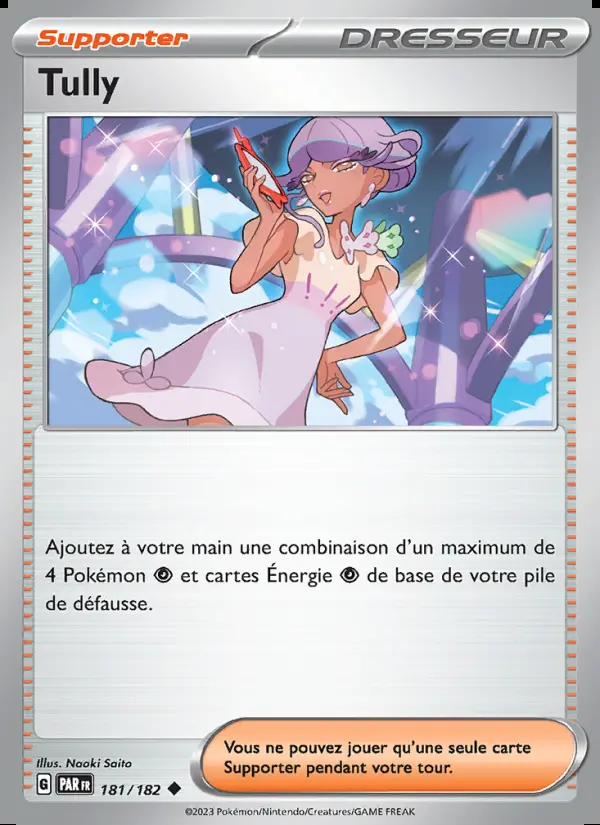 Supporter DRESSEUR
Tully
Ajoutez à votre main une combinaison d'un maximum de
4 Pokémon et cartes Énergie de base de votre pile
de défausse.
Vous ne pouvez jouer qu'une seule carte
Supporter pendant votre tour.
Illus. Naoki Saito
G PAR FR 181/182
©2023 Pokémon/Nintendo/Creatures/GAME FREAK